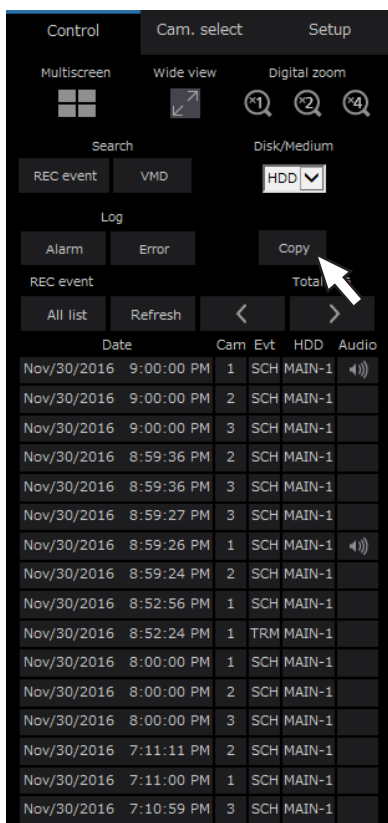 Control Cam. select Setup
Multiscreen Wide view Digital zoom
x1 x2 x4
Search Disk/Medium
REC event VMD HDD
Log
Alarm Error Copy
REC event Total
All list Refresh < >
Date Cam Evt HDD Audio
Nov/30/2016 9:00:00 PM 1 SCH MAIN-1
Nov/30/2016 9:00:00 PM 2 SCH MAIN-1
Nov/30/2016 9:00:00 PM 3 SCH MAIN-1
Nov/30/2016 8:59:36 PM 2 SCH MAIN-1
Nov/30/2016 8:59:36 PM 3 SCH MAIN-1
Nov/30/2016 8:59:27 PM 3 SCH MAIN-1
Nov/30/2016 8:59:26 PM 1 SCH MAIN-1
Nov/30/2016 8:59:24 PM 2 SCH MAIN-1
Nov/30/2016 8:52:56 PM 1 SCH MAIN-1
Nov/30/2016 8:52:24 PM 1 TRM MAIN-1
Nov/30/2016 8:00:00 PM 1 SCH MAIN-1
Nov/30/2016 8:00:00 PM 2 SCH MAIN-1
Nov/30/2016 8:00:00 PM 3 SCH MAIN-1
Nov/30/2016 7:11:11 PM 2 SCH MAIN-1
Nov/30/2016 7:11:00 PM 1 SCH MAIN-1
Nov/30/2016 7:10:59 PM 3 SCH MAIN-1